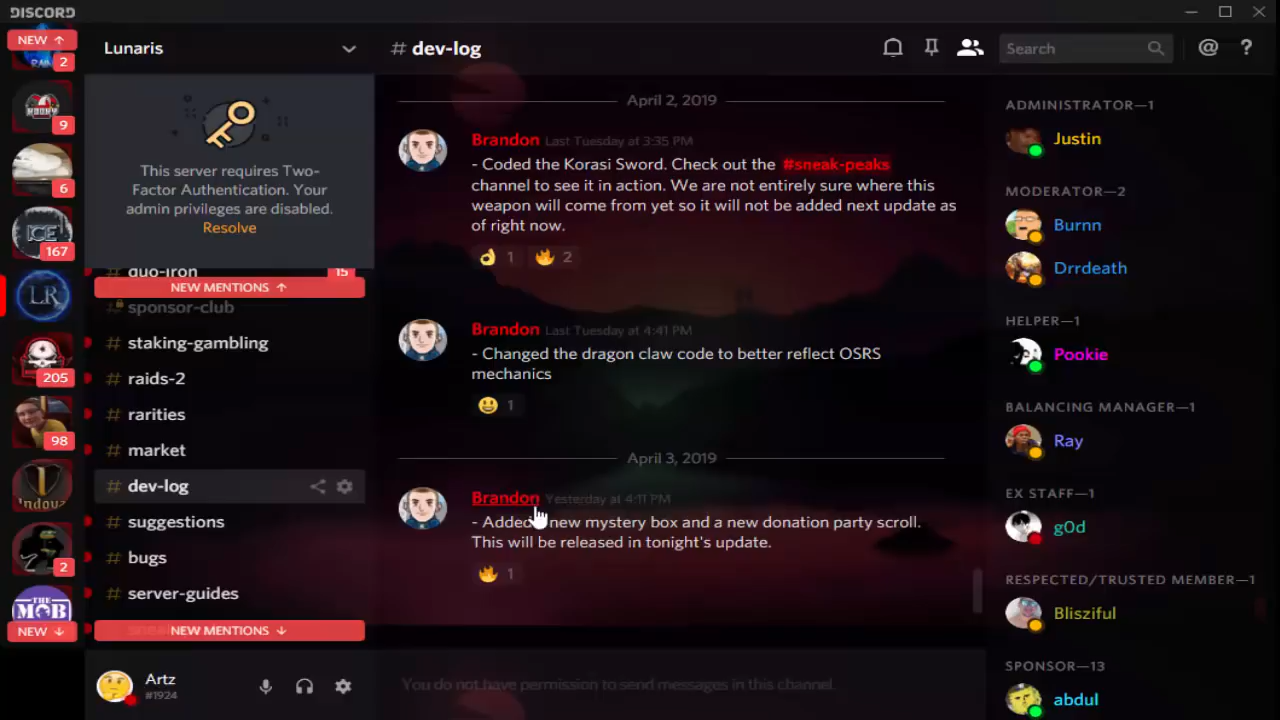 DISCORD
NEW ↑
2
9
6
ICE
167
LR
205
98
2
THE
MOB
NEW ↓
Lunaris
This server requires Two-
Factor Authentication. Your
admin privileges are disabled.
Resolve
# duo-iron 15
NEW MENTIONS ↑
sponsor-club
# staking-gambling
# raids-2
# rarities
# market
# dev-log
# suggestions
# bugs
# server-guides
NEW MENTIONS ↓
Artz
#1924
# dev-log
Search
@ ?
April 2, 2019
Brandon Last Tuesday at 3:35 PM
- Coded the Korasi Sword. Check out the #sneak-peaks
channel to see it in action. We are not entirely sure where this
weapon will come from yet so it will not be added next update as
of right now.
1 2
Brandon Last Tuesday at 4:41 PM
- Changed the dragon claw code to better reflect OSRS
mechanics
1
April 3, 2019
Brandon Yesterday at 4:11 PM
- Added new mystery box and a new donation party scroll.
This will be released in tonight's update.
1
You do not have permission to send messages in this channel.
ADMINISTRATOR—1
Justin
MODERATOR—2
Burnn
Drrdeath
HELPER—1
Pookie
BALANCING MANAGER—1
Ray
EX STAFF—1
g0d
RESPECTED/TRUSTED MEMBER—1
Blisziful
SPONSOR—13
abdul